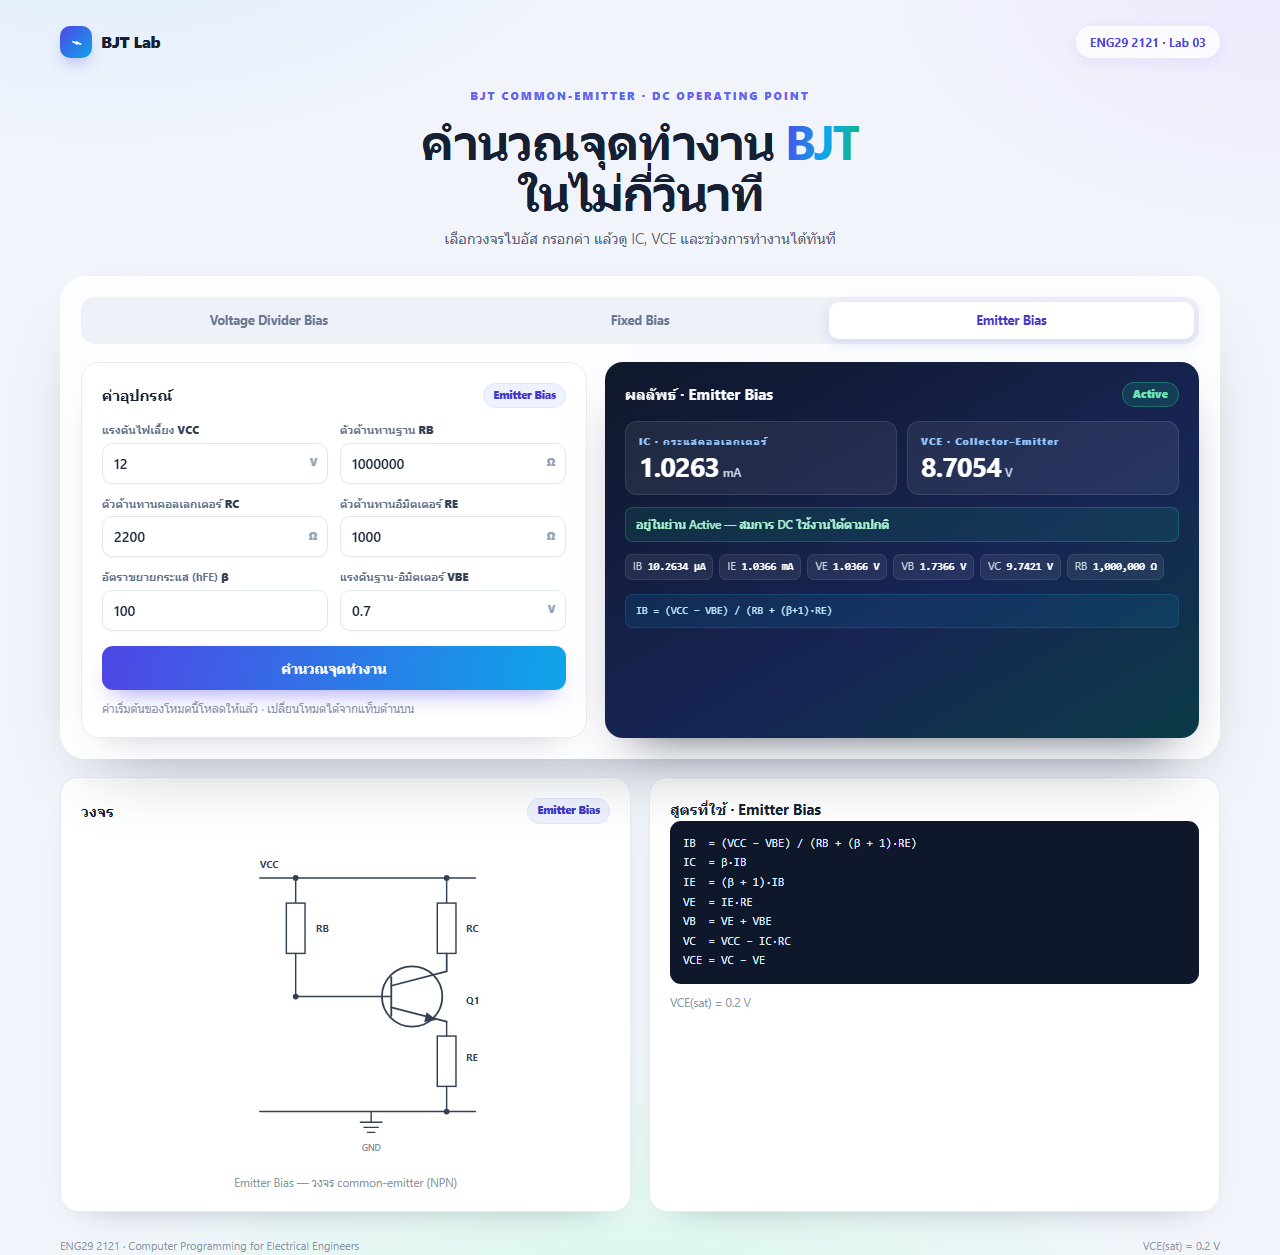 BJT Lab
ENG29 2121 · Lab 03
BJT COMMON-EMITTER · DC OPERATING POINT
คำนวณจุดทำงาน BJT
ในไม่กี่วินาที
เลือกวงจรไบอัส กรอกค่า แล้วดู IC, VCE และช่วงการทำงานได้ทันที
Voltage Divider Bias
Fixed Bias
Emitter Bias
ค่าอุปกรณ์
Emitter Bias
แรงดันไฟเลี้ยง VCC
ตัวต้านทานฐาน RB
12 V
1000000 Ω
ตัวต้านทานคอลเลกเตอร์ RC
ตัวต้านทานอิมิตเตอร์ RE
2200 Ω
1000 Ω
อัตราขยายกระแส (hFE) β
แรงดันฐาน-อิมิตเตอร์ VBE
100
0.7 V
คำนวณจุดทำงาน
ค่าเริ่มต้นของโหมดนี้โหลดให้แล้ว · เปลี่ยนโหมดได้จากแท็บด้านบน
ผลลัพธ์ · Emitter Bias
Active
IC · กระแสคอลเลกเตอร์
1.0263 mA
VCE · Collector–Emitter
8.7054 V
อยู่ในย่าน Active — สมการ DC ใช้งานได้ตามปกติ
IB 10.2634 µA
IE 1.0366 mA
VE 1.0366 V
VB 1.7366 V
VC 9.7421 V
RB 1,000,000 Ω
IB = (VCC − VBE) / (RB + (β+1)·RE)
วงจร
Emitter Bias
VCC
RB
RC
Q1
RE
GND
Emitter Bias — วงจร common-emitter (NPN)
สูตรที่ใช้ · Emitter Bias
IB = (VCC − VBE) / (RB + (β + 1)·RE)
IC = β·IB
IE = (β + 1)·IB
VE = IE·RE
VB = VE + VBE
VC = VCC − IC·RC
VCE = VC − VE
VCE(sat) = 0.2 V
ENG29 2121 · Computer Programming for Electrical Engineers
VCE(sat) = 0.2 V